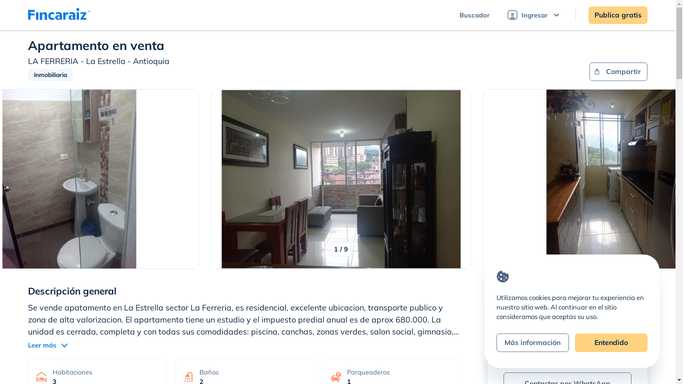 Fincaraiz
Buscador
Ingresar
Publica gratis
Apartamento en venta
LA FERRERIA - La Estrella - Antioquia
Inmobiliaria
Compartir
1 / 9
Descripción general
Se vende apatamento en La Estrella sector La Ferreria, es residencial, excelente ubicacion, transporte publico y
zona de alta valorizacion. El apartamento tiene un estudio y el impuesto predial anual es de aprox 680.000. La
unidad es cerrada, completa y con todas sus comodidades: piscina, canchas, zonas verdes, salon social, gimnasio,...
Leer más
Habitaciones
3
Baños
2
Parqueaderos
1
Utilizamos cookies para mejorar tu experiencia en
nuestro sitio web. Al continuar en el sitio
consideramos que aceptás su uso.
Más información
Entendido
Contactar por WhatsApp